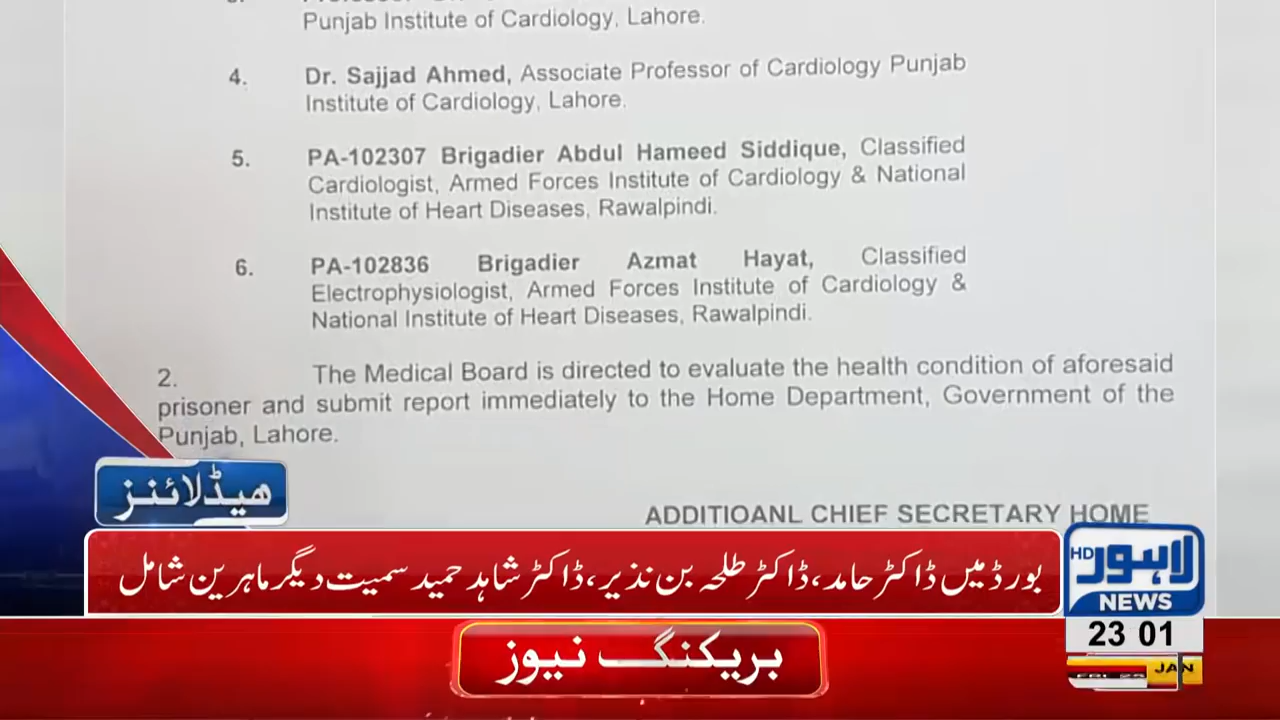 Punjab Institute of Cardiology, Lahore.
4. Dr. Sajjad Ahmed, Associate Professor of Cardiology Punjab
Institute of Cardiology, Lahore.
5. PA-102307 Brigadier Abdul Hameed Siddique, Classified
Cardiologist, Armed Forces Institute of Cardiology & National
Institute of Heart Diseases, Rawalpindi.
6. PA-102836 Brigadier Azmat Hayat, Classified
Electrophysiologist, Armed Forces Institute of Cardiology &
National Institute of Heart Diseases, Rawalpindi.
2. The Medical Board is directed to evaluate the health condition of aforesaid
prisoner and submit report immediately to the Home Department, Government of the
Punjab, Lahore.
ADDITIOANL CHIEF SECRETARY HOME
ہیڈلائنز
بورڈ میں ڈاکٹر حامد، ڈاکٹر طلحہ بن نذیر، ڈاکٹر شاہد حمید سمیت دیگر ماہرین شامل
لاہور HD
NEWS
23 01
JAN
بریکنگ نیوز